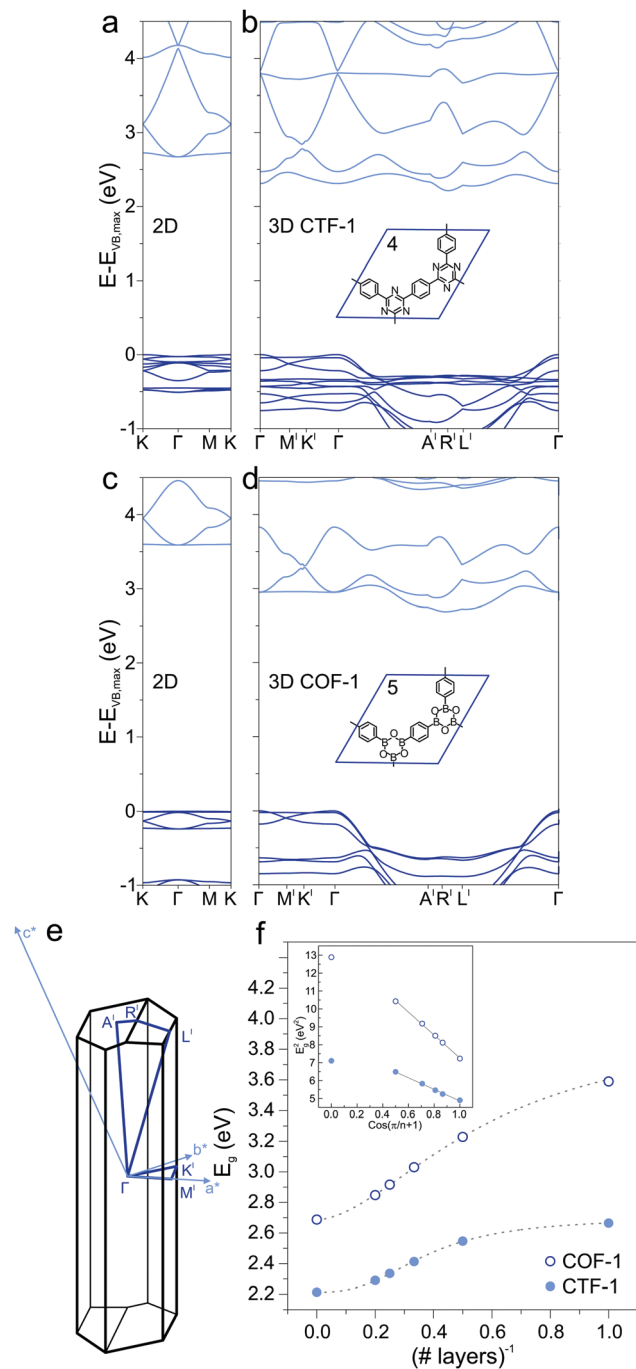 a
b
E-E_VB,max (eV)
4
3
2
1
0
-1
2D
3D CTF-1
4
N
N
N
N
N
N
K
Γ
M
K
Γ
M^I
K^I
Γ
A^I
R^I
L^I
Γ
c
d
E-E_VB,max (eV)
4
3
2
1
0
-1
2D
3D COF-1
5
B
O
B
O
B
O
B
O
B
O
B
O
K
Γ
M
K
Γ
M^I
K^I
Γ
A^I
R^I
L^I
Γ
e
c*
A^I
R^I
L^I
b*
K^I
Γ
a*
M^I
f
E_g (eV)
4.4
4.2
4.0
3.8
3.6
3.4
3.2
3.0
2.8
2.6
2.4
2.2
0.0
0.2
0.4
0.6
0.8
1.0
(# layers)^-1
COF-1
CTF-1
E_g^2 (eV^2)
13
12
11
10
9
8
7
6
5
0.0
0.2
0.4
0.6
0.8
1.0
Cos(π/n+1)